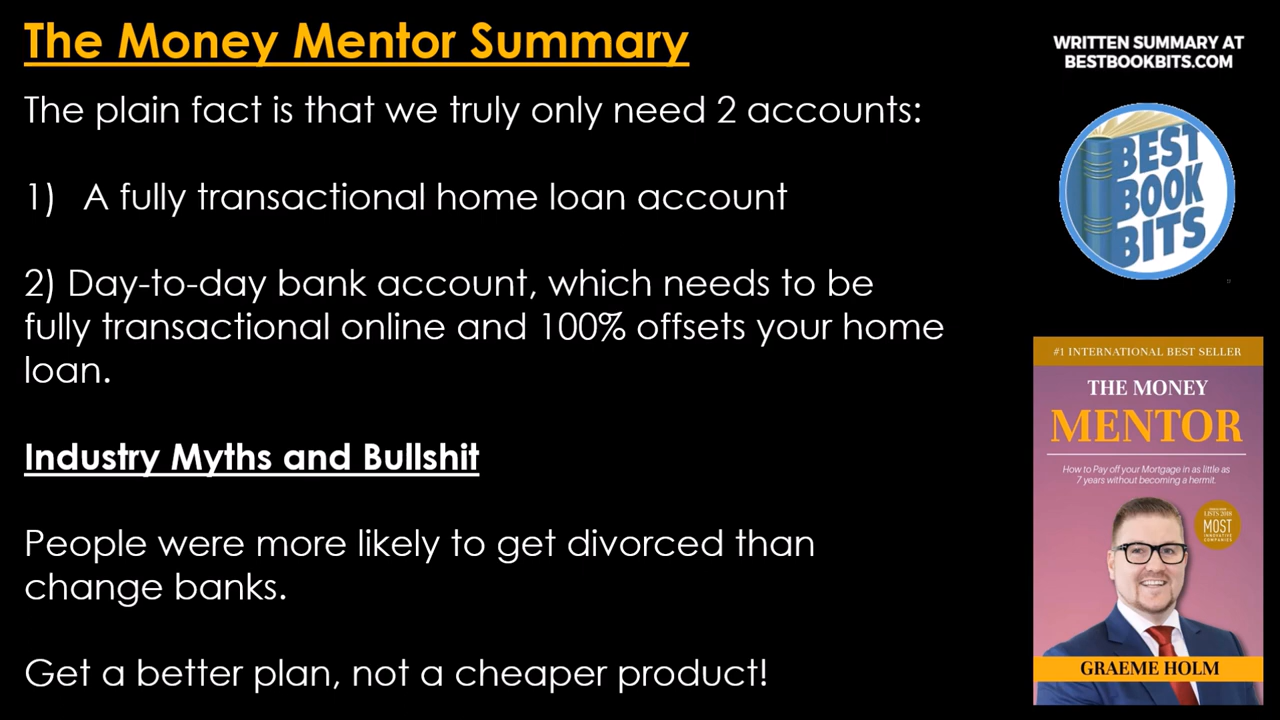 The Money Mentor Summary
The plain fact is that we truly only need 2 accounts:
1) A fully transactional home loan account
2) Day-to-day bank account, which needs to be
fully transactional online and 100% offsets your home
loan.
Industry Myths and Bullshit
People were more likely to get divorced than
change banks.
Get a better plan, not a cheaper product!
WRITTEN SUMMARY AT
BESTBOOKBITS.COM
BEST
BOOK
BITS
#1 INTERNATIONAL BEST SELLER
THE MONEY
MENTOR
How to Pay off your Mortgage in as little as
7 years without becoming a hermit.
LISTS 2018
MOST
INNOVATIVE
COMPANIES
GRAEME HOLM